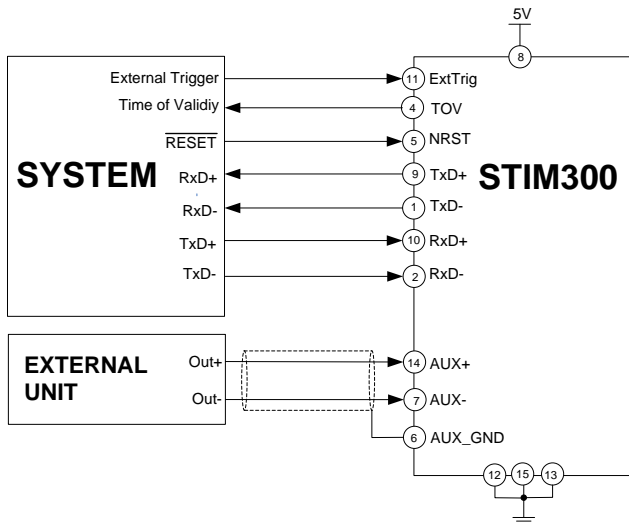 5V
8
External Trigger 11 ExtTrig
Time of Validiy 4 TOV
RESET 5 NRST
SYSTEM RxD+ 9 TxD+ STIM300
RxD- 1 TxD-
TxD+ 10 RxD+
TxD- 2 RxD-
EXTERNAL Out+ 14 AUX+
UNIT Out- 7 AUX-
6 AUX_GND
12 15 13